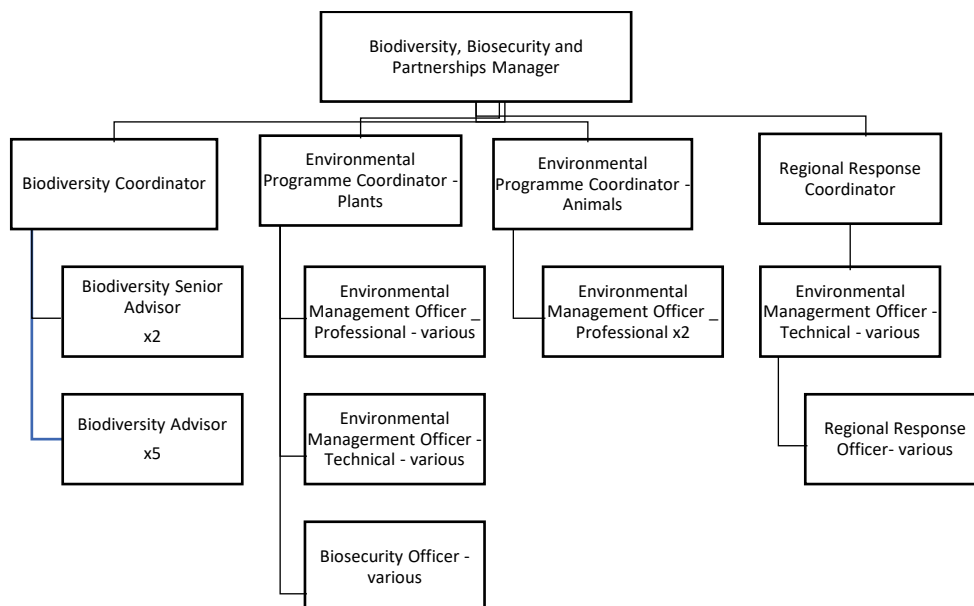 Biodiversity, Biosecurity and
Partnerships Manager
Biodiversity Coordinator
Environmental
Programme Coordinator -
Plants
Environmental
Programme Coordinator -
Animals
Regional Response
Coordinator
Biodiversity Senior
Advisor
x2
Environmental
Management Officer _
Professional - various
Environmental
Management Officer _
Professional x2
Environmental
Management Officer -
Technical - various
Biodiversity Advisor
x5
Environmental
Managerment Officer -
Technical - various
Regional Response
Officer- various
Biosecurity Officer -
various